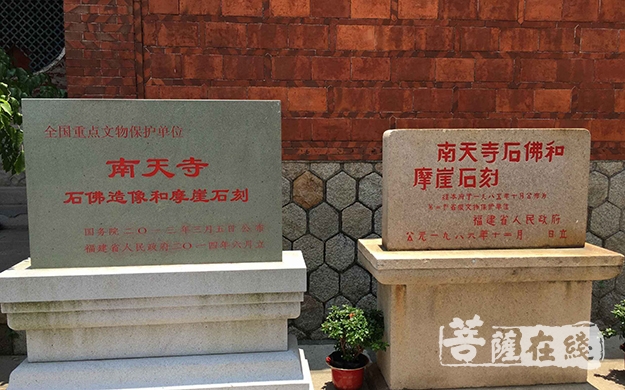 全国重点文物保护单位
南天寺
石佛造像和摩崖石刻
国务院二〇一三年三月五日公布
福建省人民政府二〇一四年六月立
南天寺石佛和
摩崖石刻
福建省人民政府
公元一九八六年十一月 日立
菩薩在綫